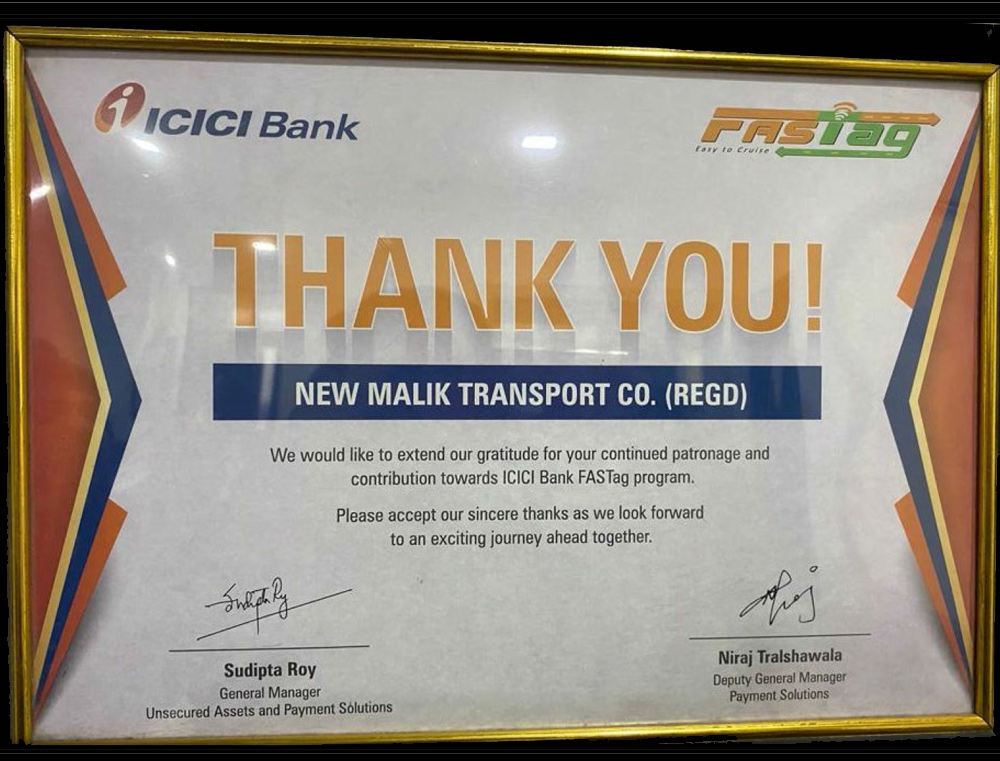 ICICI Bank
FASTag
Easy to Cruise
THANK YOU!
NEW MALIK TRANSPORT CO. (REGD)
We would like to extend our gratitude for your continued patronage and
contribution towards ICICI Bank FASTag program.
Please accept our sincere thanks as we look forward
to an exciting journey ahead together.
Sudipta Roy
Sudipta Roy
General Manager
Unsecured Assets and Payment Solutions
Niraj
Niraj Tralshawala
Deputy General Manager
Payment Solutions